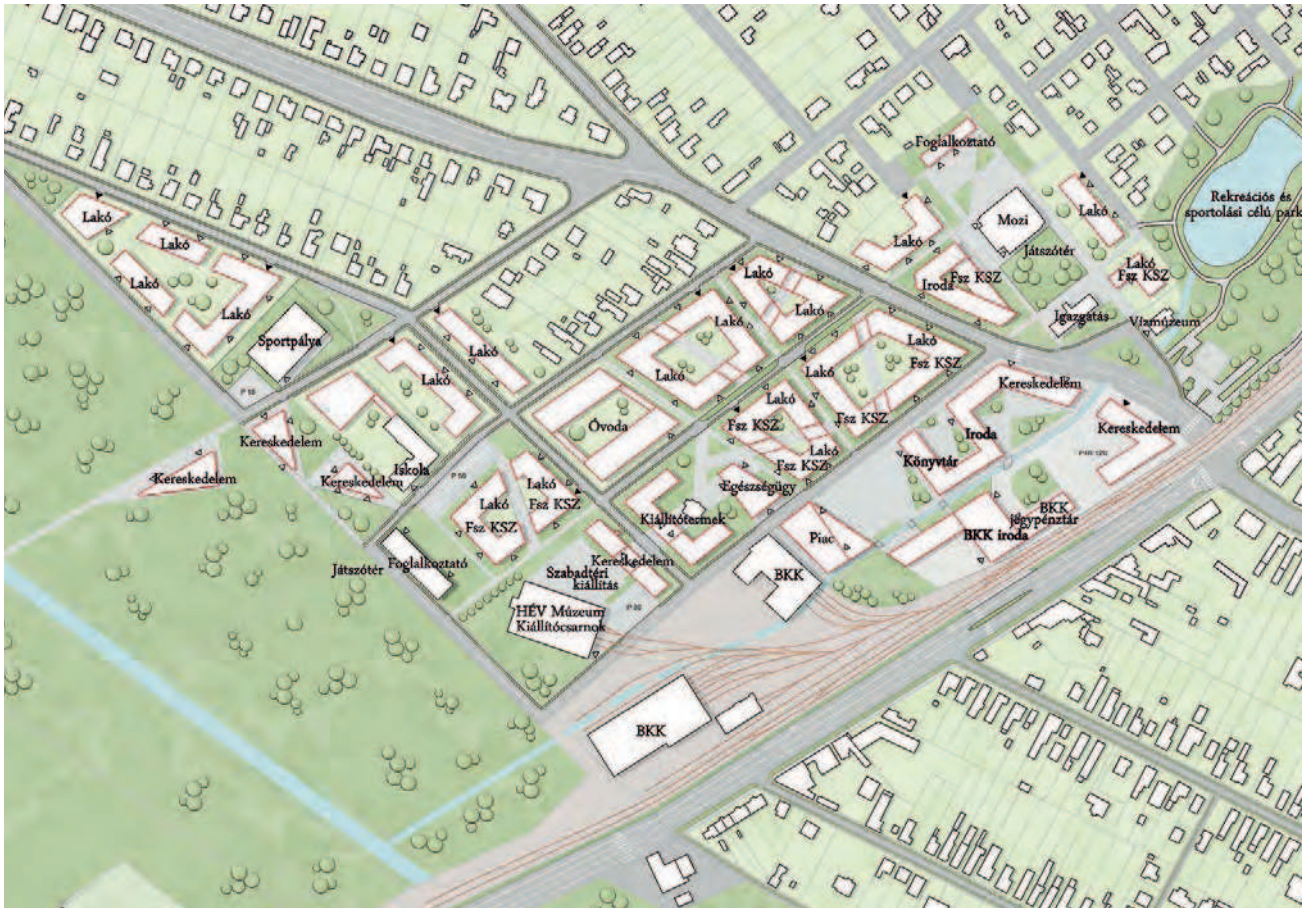 Foglalkoztató
Rekreációs és
sportolási célú park
Lakó
Lakó
Mozi
Lakó
Lakó
Játszótér
Lakó
Lakó
Lakó
Fsz KSZ
Iroda
Fsz KSZ
Lakó
Lakó
Lakó
Igazgatás
Vízmúzeum
Sportpálya
Lakó
Lakó
Fsz KSZ
Lakó
Lakó
Lakó
Kereskedelem
P 18
Lakó
Fsz KSZ
Fsz KSZ
Kereskedelem
Óvoda
Iroda
Kereskedelem
Lakó
Fsz KSZ
Könyvtár
Kereskedelem
Iskola
Kereskedelem
Lakó
Fsz KSZ
Egészségügy
Lakó
Fsz KSZ
Kiállítótermek
BKK
jegypénztár
BKK iroda
Piac
Játszótér
Foglalkoztató
Kereskedelem
Szabadtéri
kiállítás
BKK
HÉV Múzeum
Kiállítócsarnok
BKK